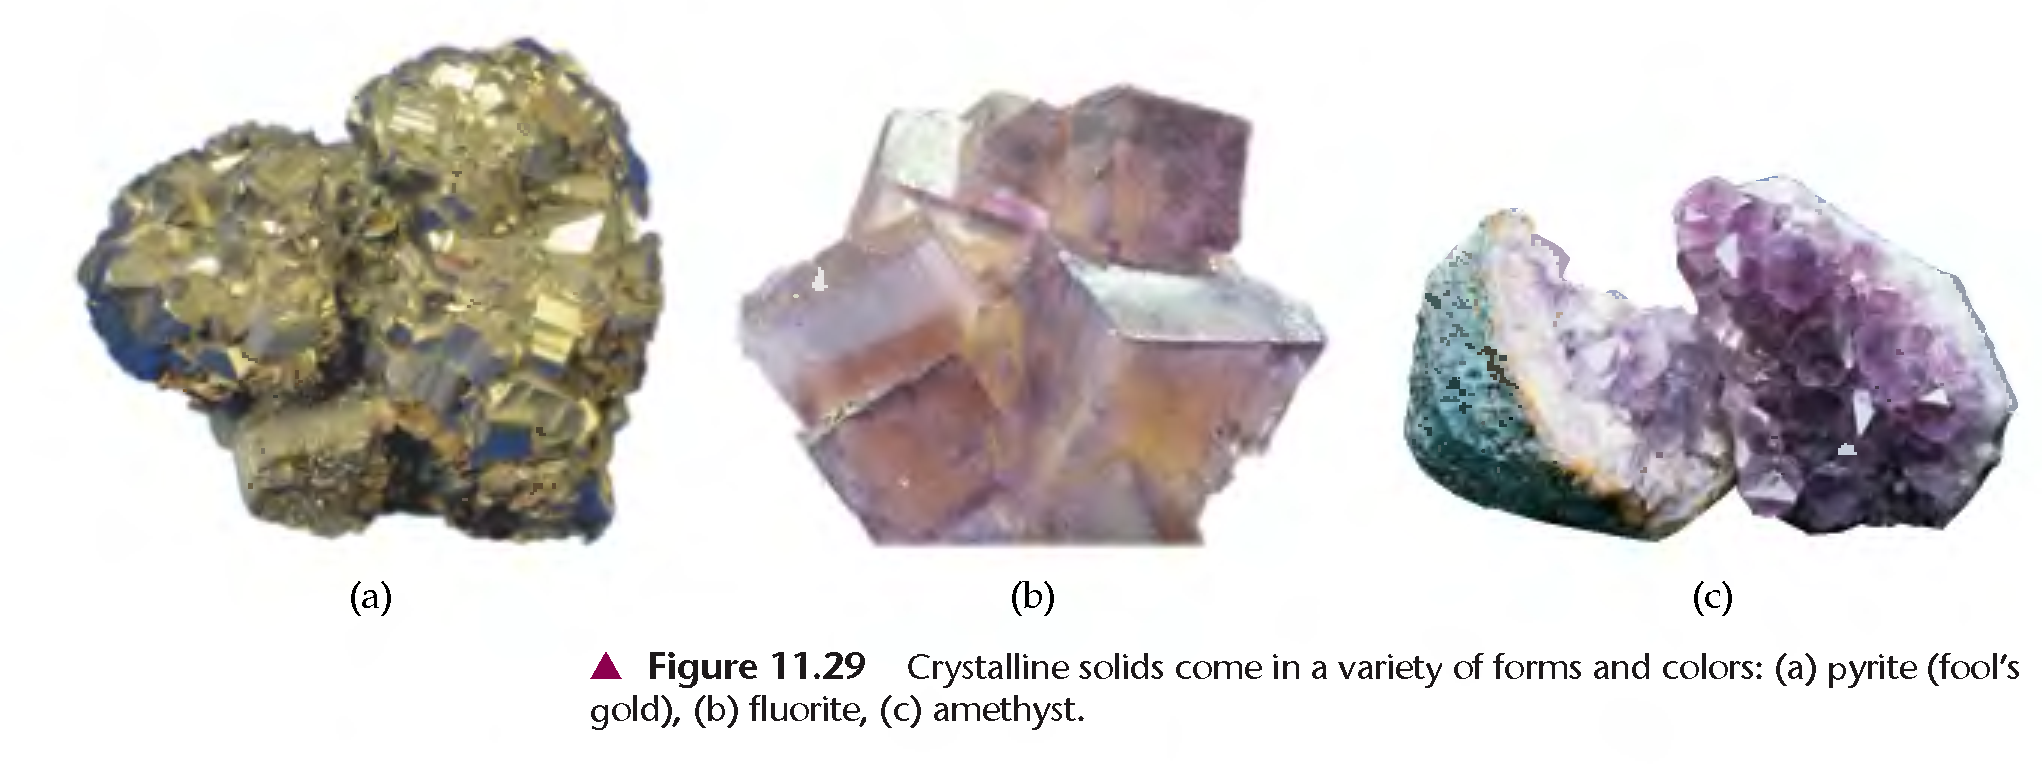 (a)
(b)
(c)
▲ Figure 11.29 Crystalline solids come in a variety of forms and colors: (a) pyrite (fool's
gold), (b) fluorite, (c) amethyst.